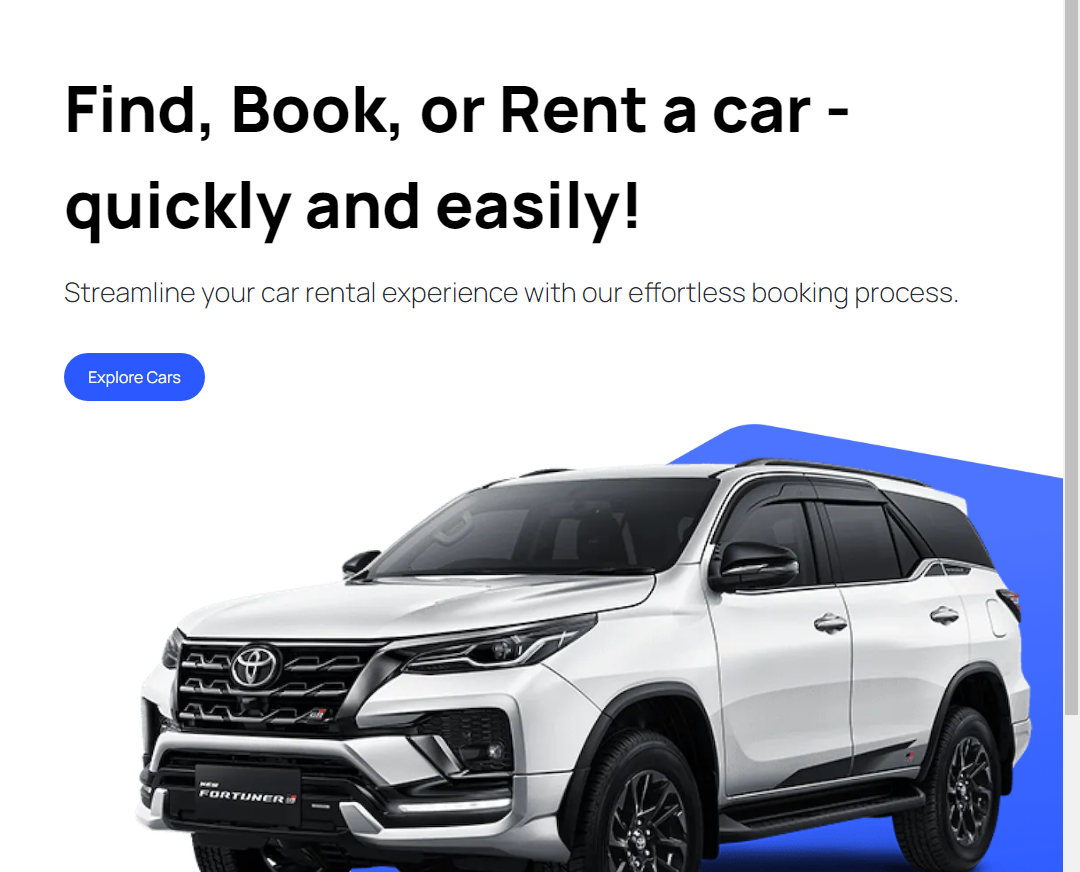 Find, Book, or Rent a car -
quickly and easily!
Streamline your car rental experience with our effortless booking process.
Explore Cars
NEW
FORTUNER